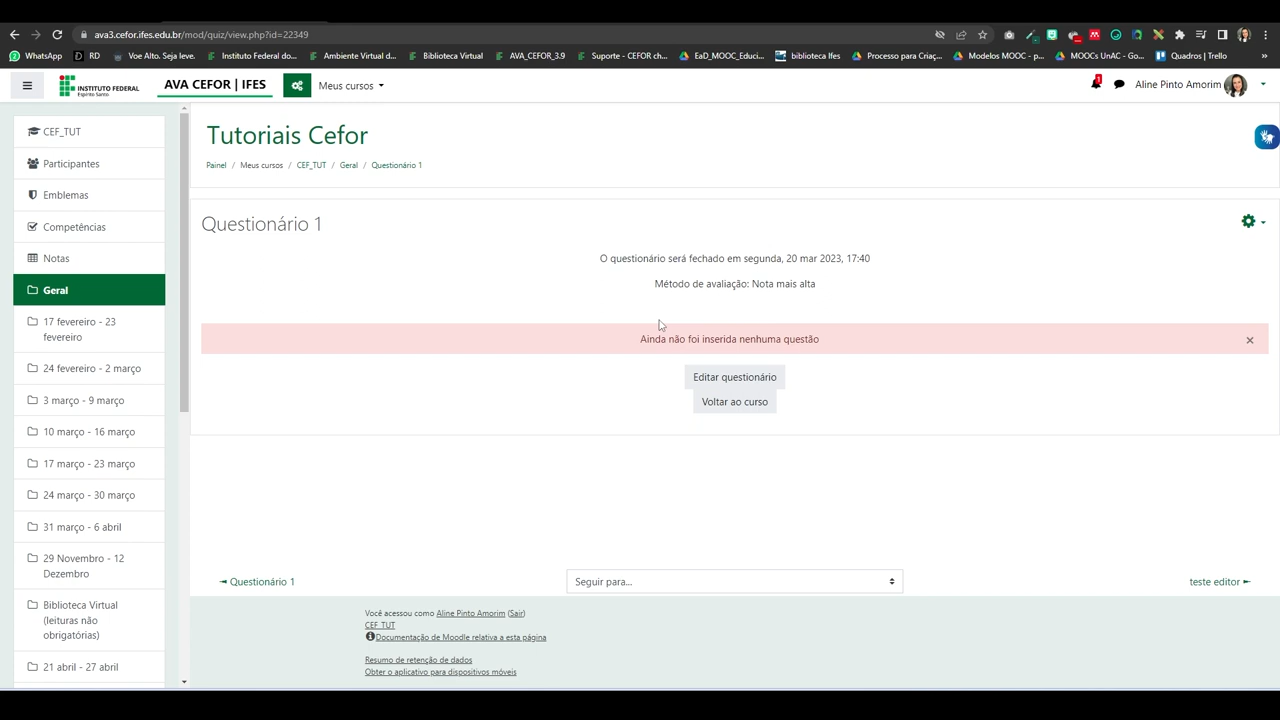 ava3.cefor.ifes.edu.br/mod/quiz/view.php?id=22349
WhatsApp RD Voe Alto. Seja leve. Instituto Federal do... Ambiente Virtual d... Biblioteca Virtual AVA_CEFOR_3.9 Suporte - CEFOR ch... EaD_MOOC_Educi... biblioteca Ifes Processo para Criaç... Modelos MOOC - p... MOOCs UnAC - Go... Quadros | Trello »
INSTITUTO FEDERAL
Espírito Santo
AVA CEFOR | IFES
Meus cursos
1
Aline Pinto Amorim
CEF_TUT
Participantes
Emblemas
Competências
Notas
Geral
17 fevereiro - 23
fevereiro
24 fevereiro - 2 março
3 março - 9 março
10 março - 16 março
17 março - 23 março
24 março - 30 março
31 março - 6 abril
29 Novembro - 12
Dezembro
Biblioteca Virtual
(leituras não
obrigatórias)
21 abril - 27 abril
Tutoriais Cefor
Painel / Meus cursos / CEF_TUT / Geral / Questionário 1
Questionário 1
O questionário será fechado em segunda, 20 mar 2023, 17:40
Método de avaliação: Nota mais alta
Ainda não foi inserida nenhuma questão ×
Editar questionário
Voltar ao curso
◄ Questionário 1
Seguir para...
teste editor ►
Você acessou como Aline Pinto Amorim (Sair)
CEF_TUT
Documentação de Moodle relativa a esta página
Resumo de retenção de dados
Obter o aplicativo para dispositivos móveis